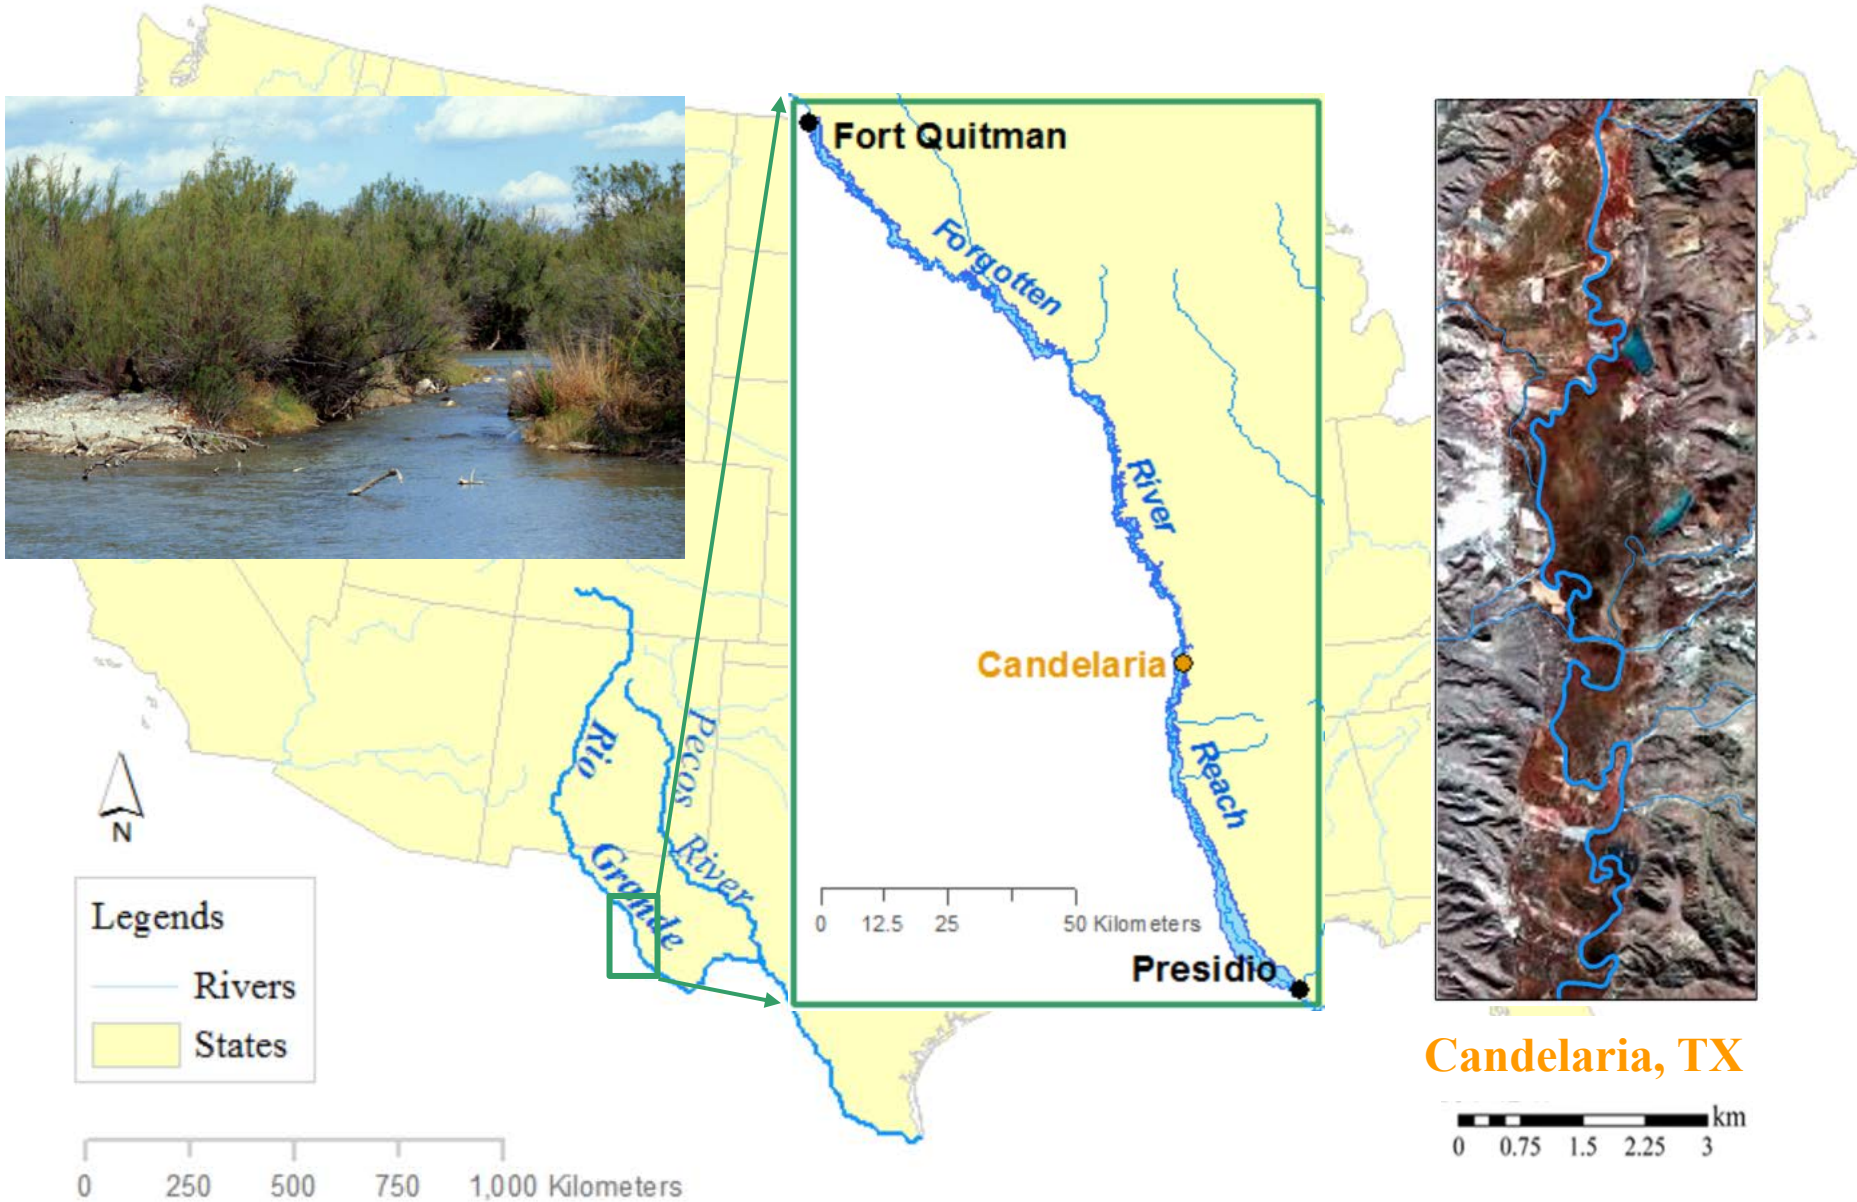 Fort Quitman
Forgotten
River
Candelaria
Reach
0 12.5 25 50 Kilometers
Presidio
Rio
Grande
Pecos
River
N
Legends
Rivers
States
0 250 500 750 1,000 Kilometers
Candelaria, TX
km
0 0.75 1.5 2.25 3